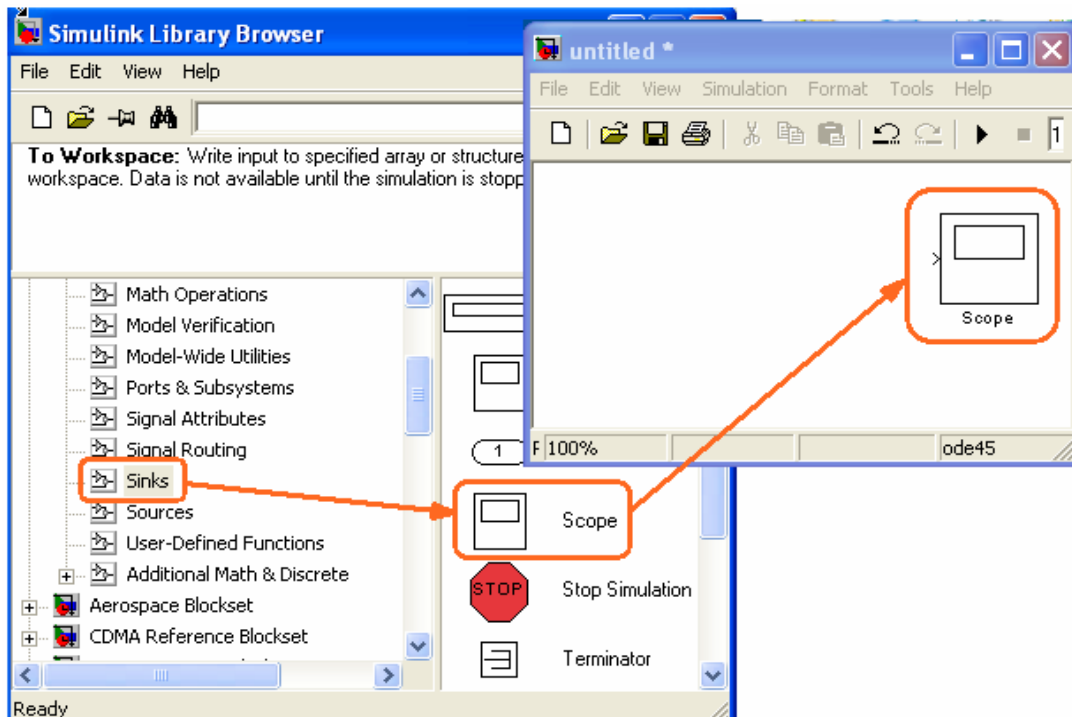 Simulink Library Browser
File Edit View Help
To Workspace: Write input to specified array or structure
workspace. Data is not available until the simulation is
Math Operations
Model Verification
Model-Wide Utilities
Ports & Subsystems
Signal Attributes
Signal Routing
Sinks
Sources
User-Defined Functions
Additional Math & Discrete
Aerospace Blockset
CDMA Reference Blockset
1
Scope
STOP
Stop Simulation
Terminator
Ready
untitled *
File Edit View Simulation Format Tools Help
1
Scope
F 100%
ode45